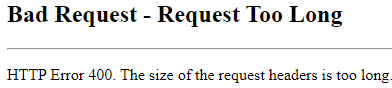 Bad Request - Request Too Long
HTTP Error 400. The size of the request headers is too long.